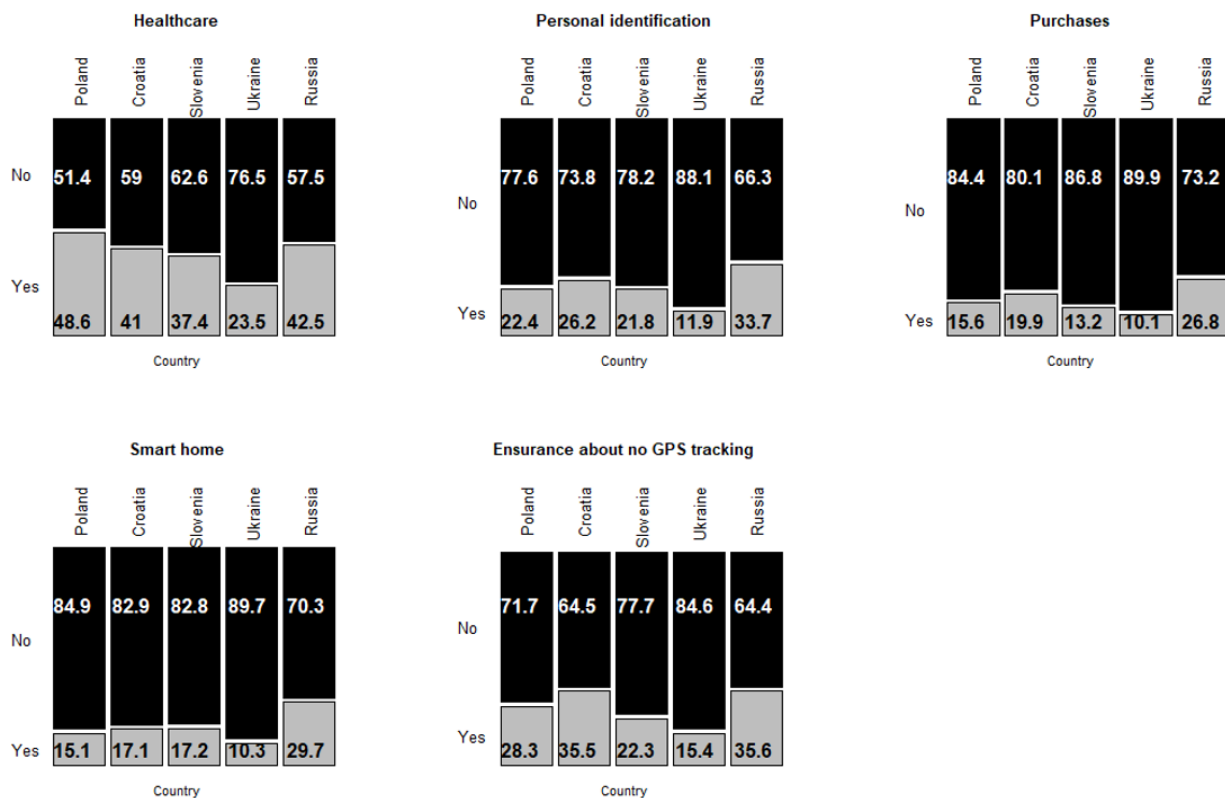 Healthcare
Poland Croatia Slovenia Ukraine Russia
No 51.4 59 62.6 76.5 57.5
Yes 48.6 41 37.4 23.5 42.5
Country
Personal identification
Poland Croatia Slovenia Ukraine Russia
No 77.6 73.8 78.2 88.1 66.3
Yes 22.4 26.2 21.8 11.9 33.7
Country
Purchases
Poland Croatia Slovenia Ukraine Russia
No 84.4 80.1 86.8 89.9 73.2
Yes 15.6 19.9 13.2 10.1 26.8
Country
Smart home
Poland Croatia Slovenia Ukraine Russia
No 84.9 82.9 82.8 89.7 70.3
Yes 15.1 17.1 17.2 10.3 29.7
Country
Ensurance about no GPS tracking
Poland Croatia Slovenia Ukraine Russia
No 71.7 64.5 77.7 84.6 64.4
Yes 28.3 35.5 22.3 15.4 35.6
Country